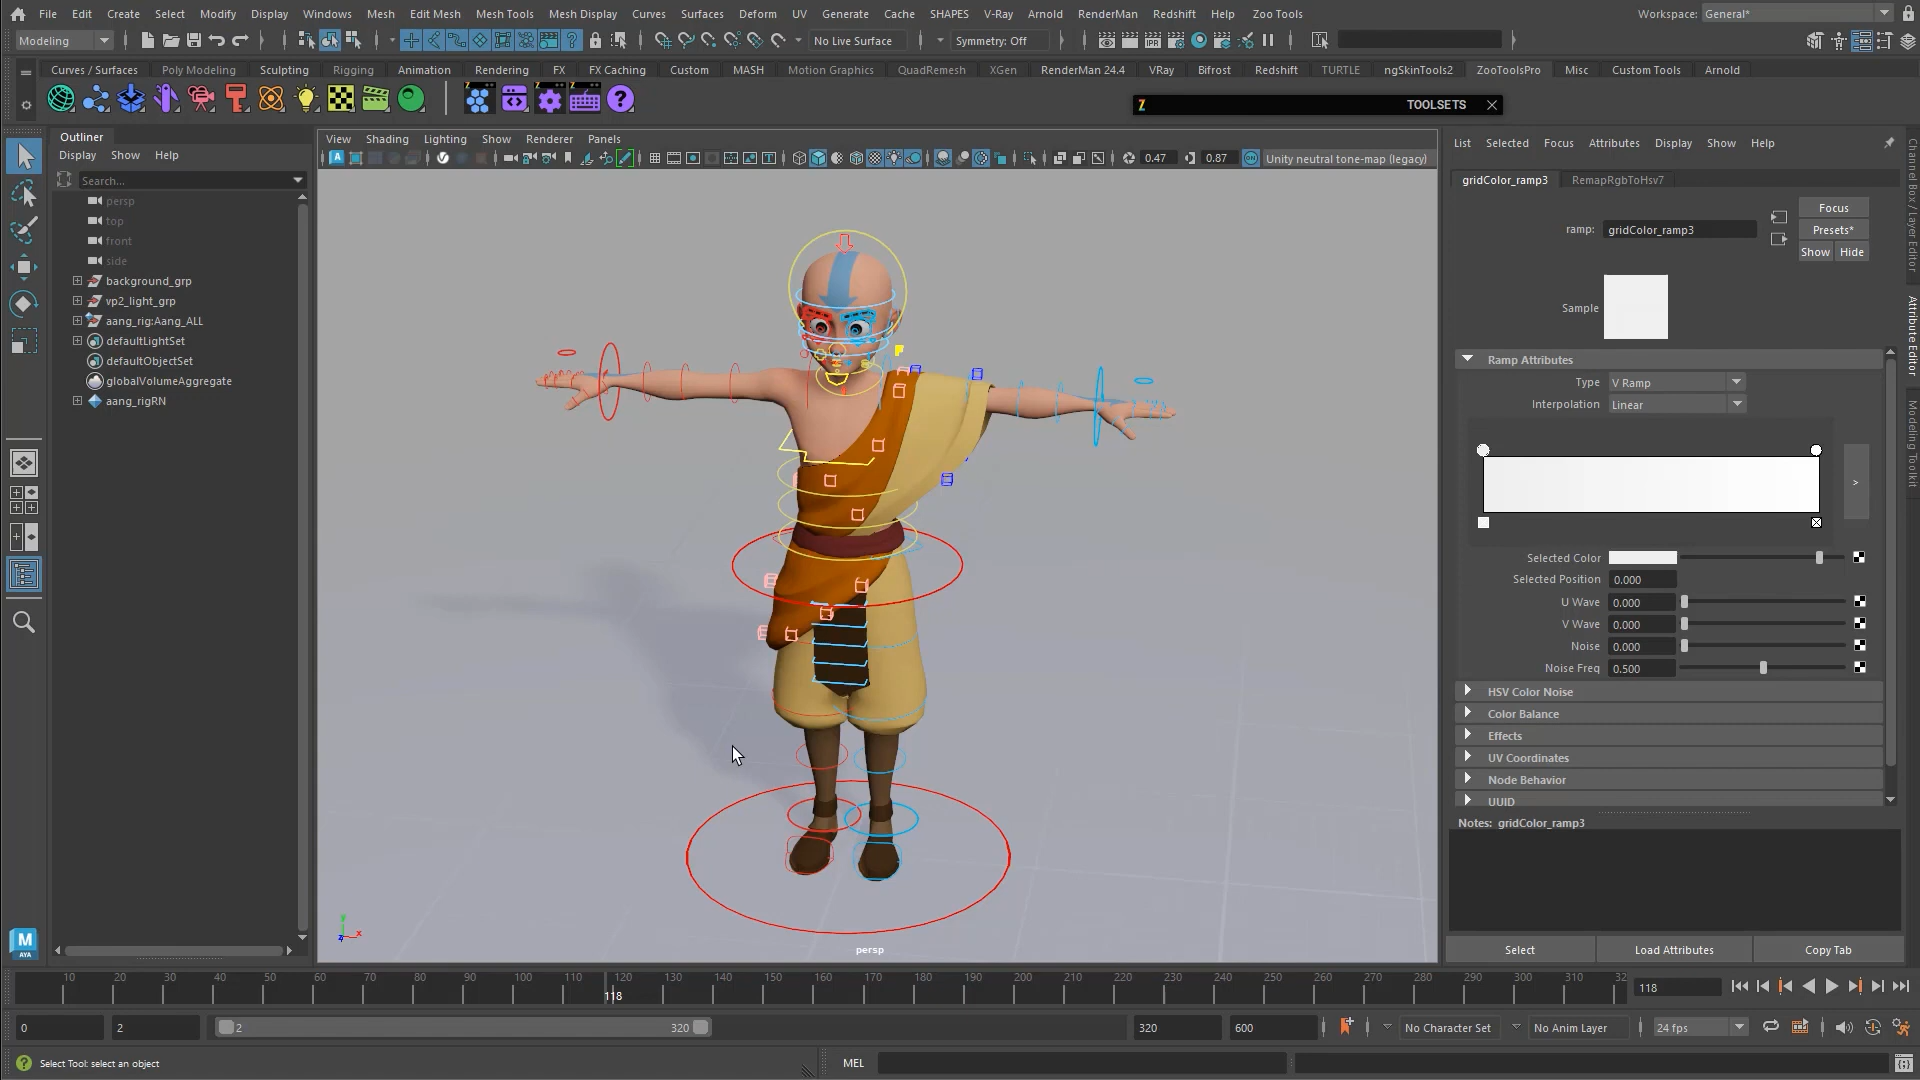 File Edit Create Select Modify Display Windows Mesh Edit Mesh Mesh Tools Mesh Display Curves Surfaces Deform UV Generate Cache SHAPES V-Ray Arnold RenderMan Redshift Help Zoo Tools Workspace: General*
Modeling No Live Surface Symmetry: Off
Curves / Surfaces Poly Modeling Sculpting Rigging Animation Rendering FX FX Caching Custom MASH Motion Graphics QuadRemesh XGen RenderMan 24.4 VRay Bifrost Redshift TURTLE ngSkinTools2 ZooToolsPro Misc Custom Tools Arnold
TOOLSETS
Outliner
Display Show Help
Search...
persp
top
front
side
background_grp
vp2_light_grp
aang_rig:Aang_ALL
defaultLightSet
defaultObjectSet
globalVolumeAggregate
aang_rigRN
View Shading Lighting Show Renderer Panels
0.47 0.87 Unity neutral tone-map (legacy)
persp
List Selected Focus Attributes Display Show Help
gridColor_ramp3 RemapRgbToHsv7
ramp: gridColor_ramp3
Focus
Presets*
Show Hide
Sample
Ramp Attributes
Type V Ramp
Interpolation Linear
>
Selected Color
Selected Position 0.000
U Wave 0.000
V Wave 0.000
Noise 0.000
Noise Freq 0.500
HSV Color Noise
Color Balance
Effects
UV Coordinates
Node Behavior
UUID
Notes: gridColor_ramp3
Select Load Attributes Copy Tab
Channel Box / Layer Editor
Attribute Editor
Modeling Toolkit
M
AYA
10 20 30 40 50 60 70 80 90 100 110 120 130 140 150 160 170 180 190 200 210 220 230 240 250 260 270 280 290 300 310 32
118
118
0 2 2 320 320 600 No Character Set No Anim Layer 24 fps
Select Tool: select an object
MEL